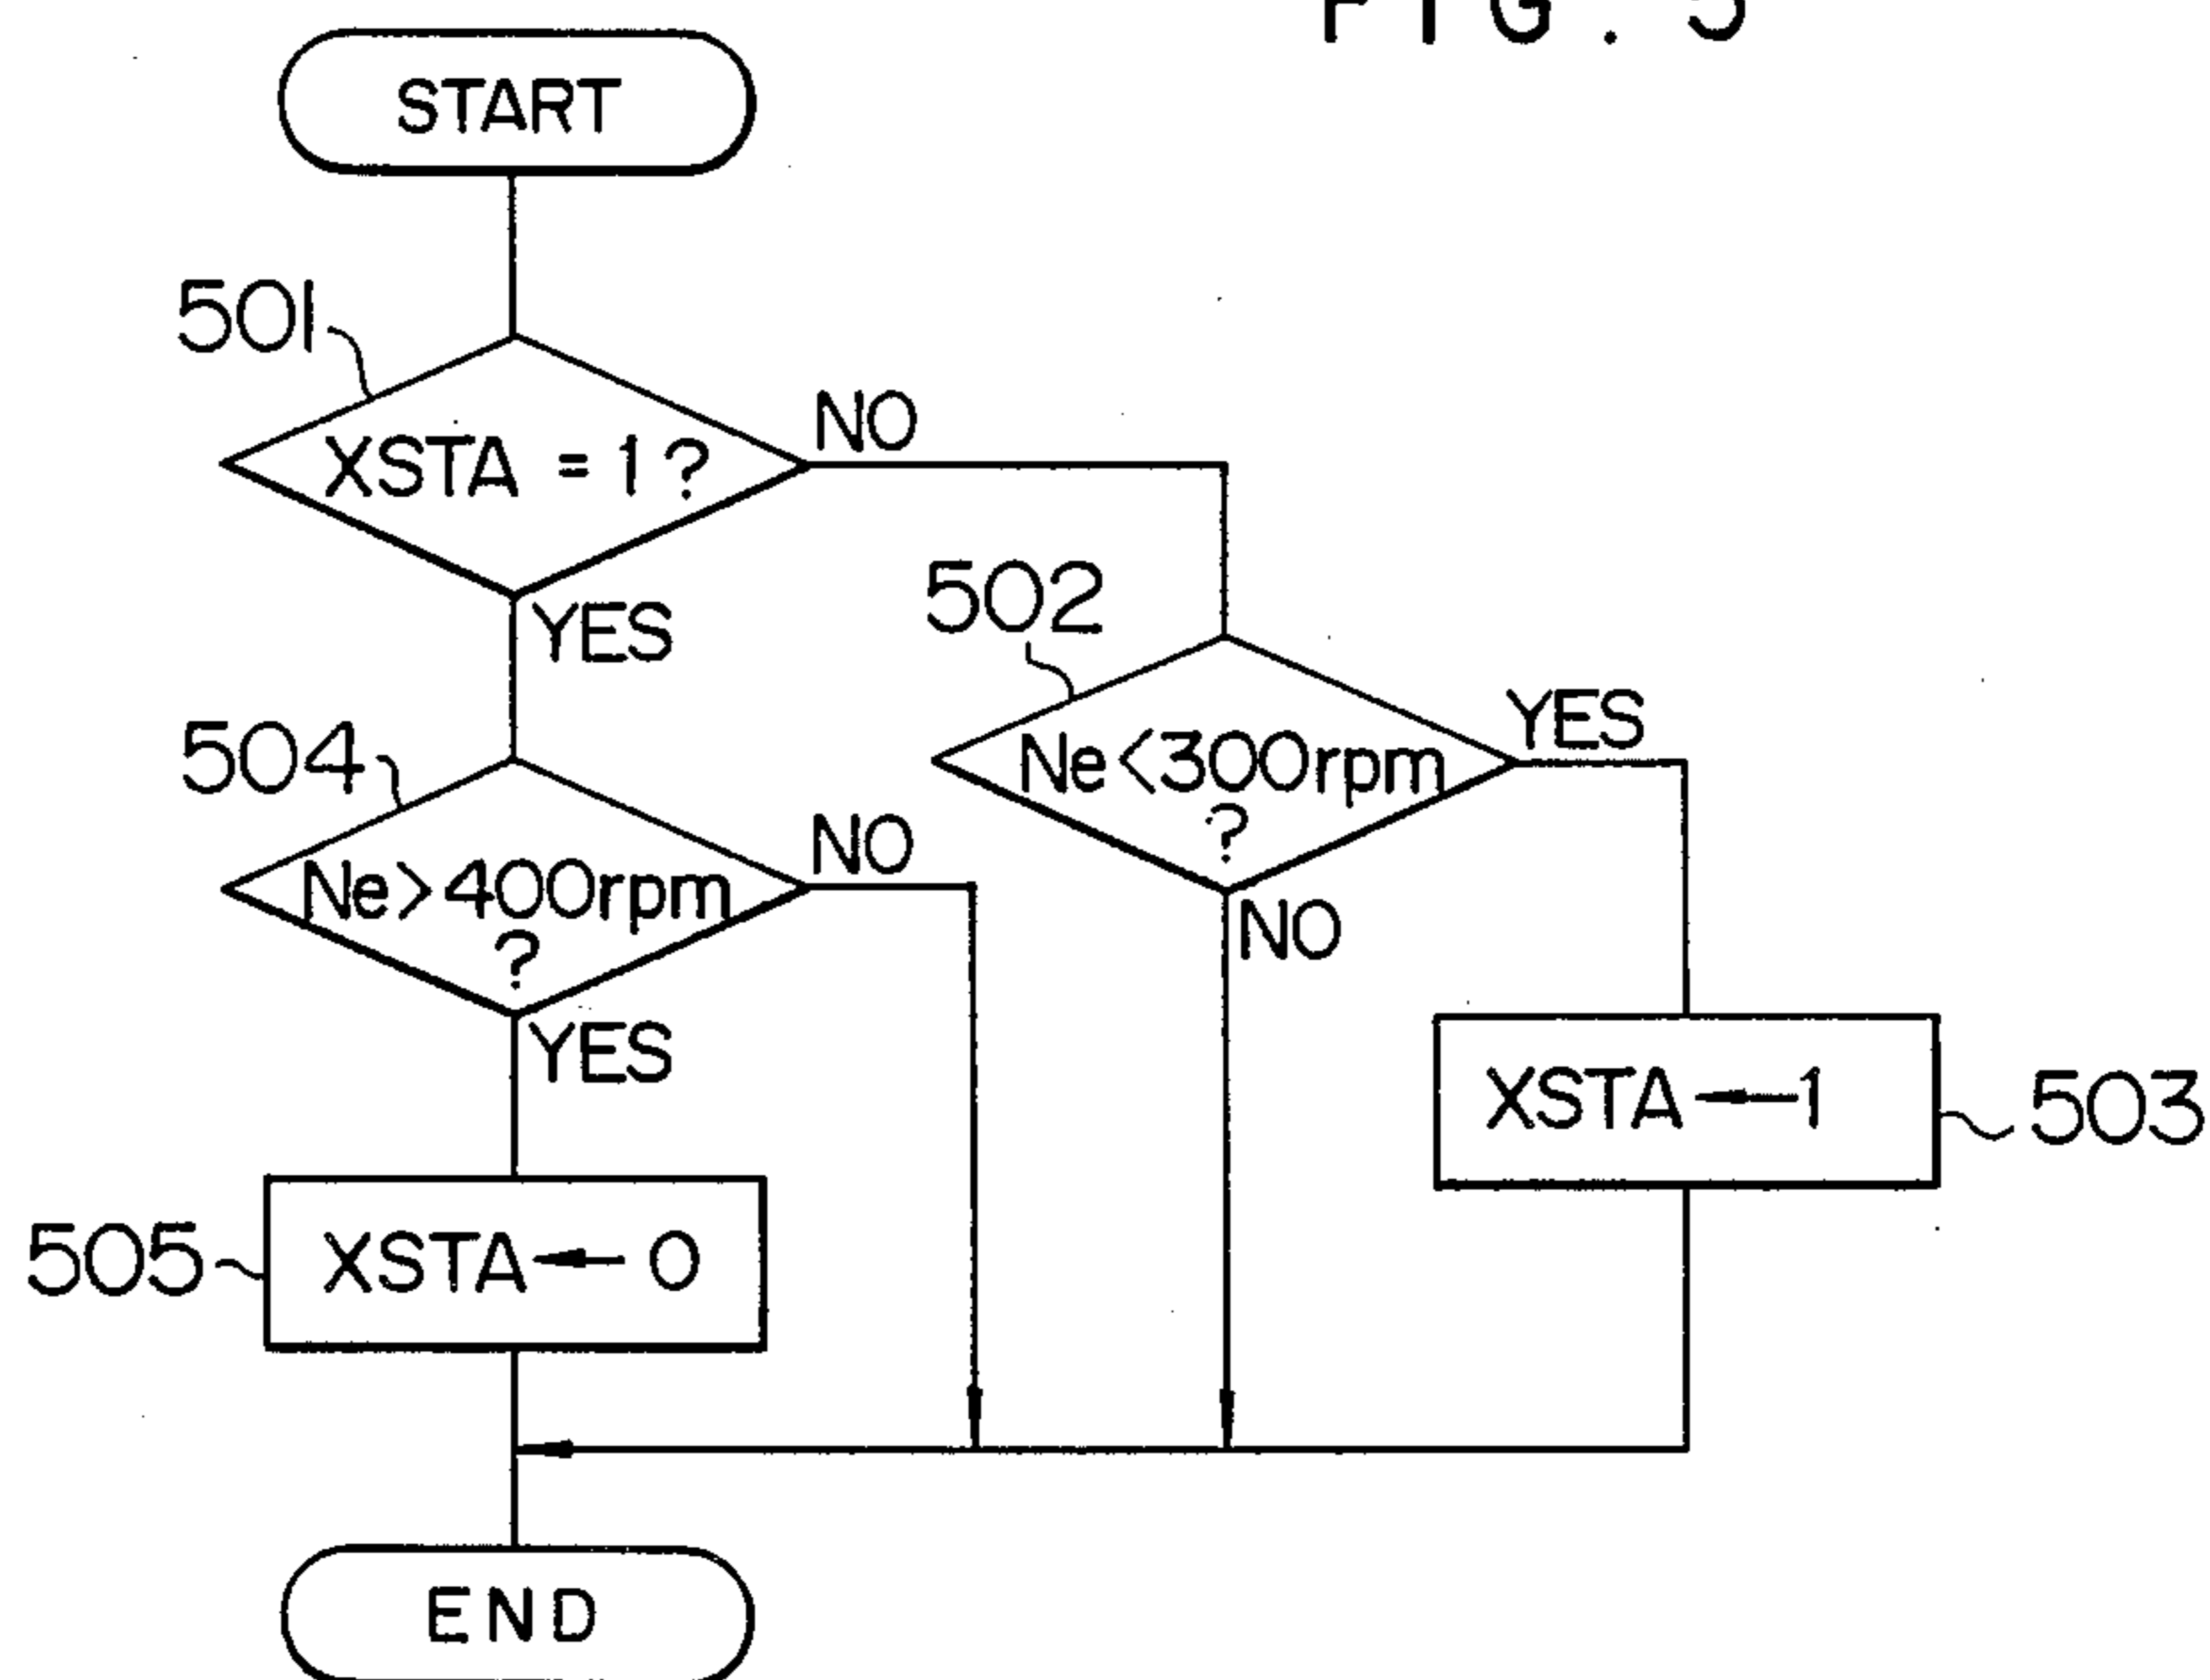 FIG. 5
START
501
XSTA = 1 ?
NO
YES
502
Ne<300rpm
?
YES
NO
504
Ne>400rpm
?
NO
YES
XSTA←1
503
505
XSTA← 0
END